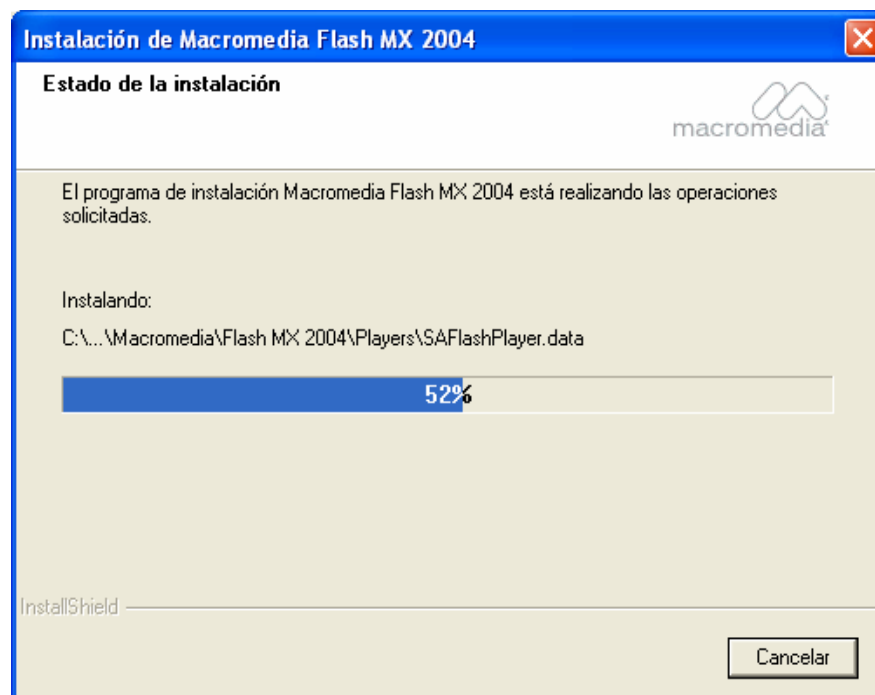 Instalación de Macromedia Flash MX 2004
Estado de la instalación
macromedia
El programa de instalación Macromedia Flash MX 2004 está realizando las operaciones
solicitadas.
Instalando:
C:\...\Macromedia\Flash MX 2004\Players\SAFlashPlayer.data
52%
InstallShield
Cancelar